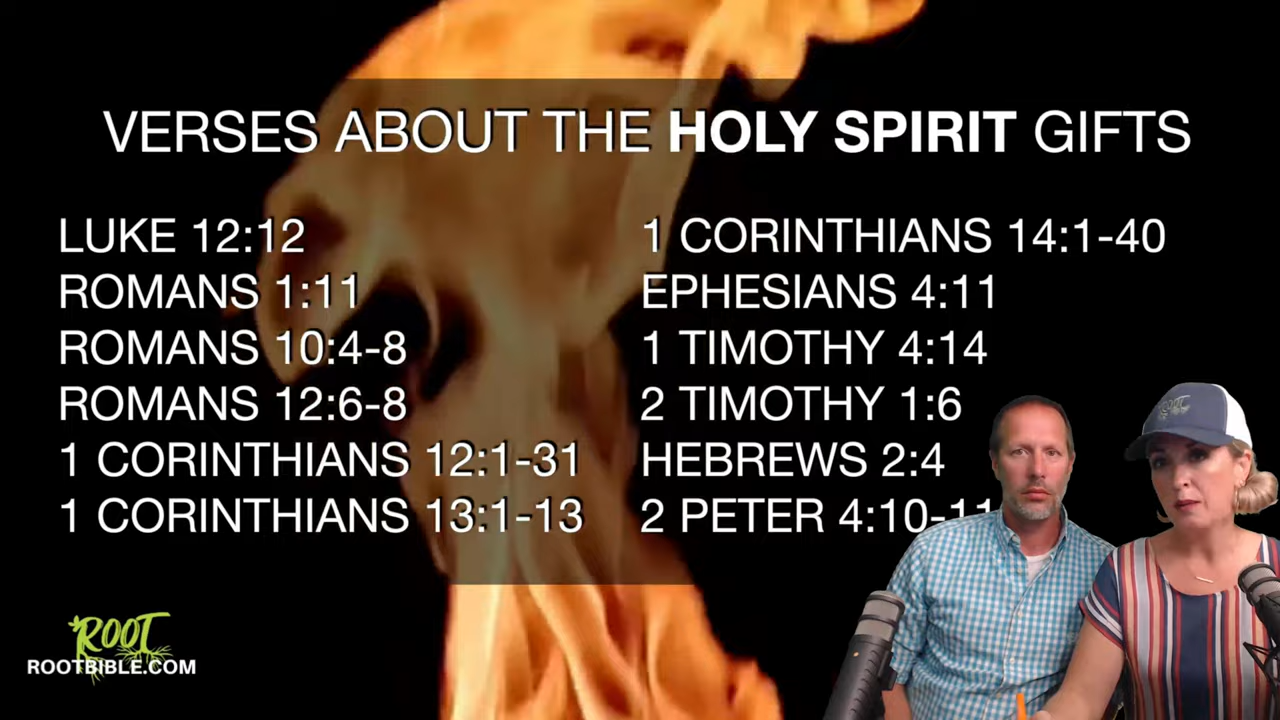 VERSES ABOUT THE HOLY SPIRIT GIFTS
LUKE 12:12
ROMANS 1:11
ROMANS 10:4-8
ROMANS 12:6-8
1 CORINTHIANS 12:1-31
1 CORINTHIANS 13:1-13
1 CORINTHIANS 14:1-40
EPHESIANS 4:11
1 TIMOTHY 4:14
2 TIMOTHY 1:6
HEBREWS 2:4
2 PETER 4:10-11
ROOT
ROOTBIBLE.COM
ROOT